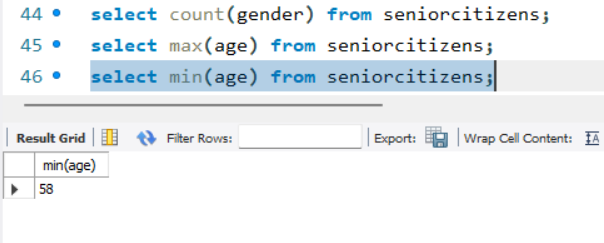 44 select count(gender) from seniorcitizens;
45 select max(age) from seniorcitizens;
46 select min(age) from seniorcitizens;
Result Grid Filter Rows: Export: Wrap Cell Content: IA
min(age)
58